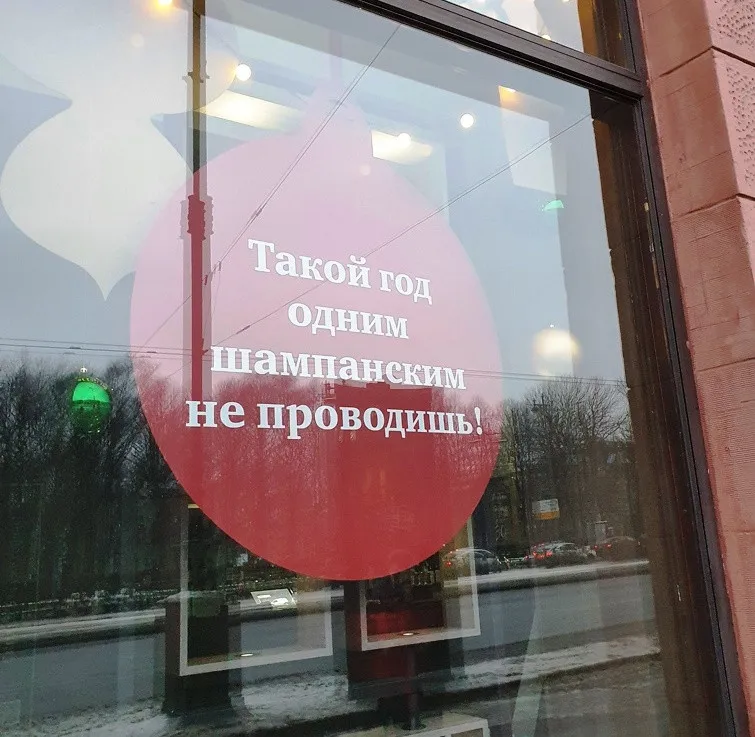 Такой год
одним
шампанским
не проводишь!